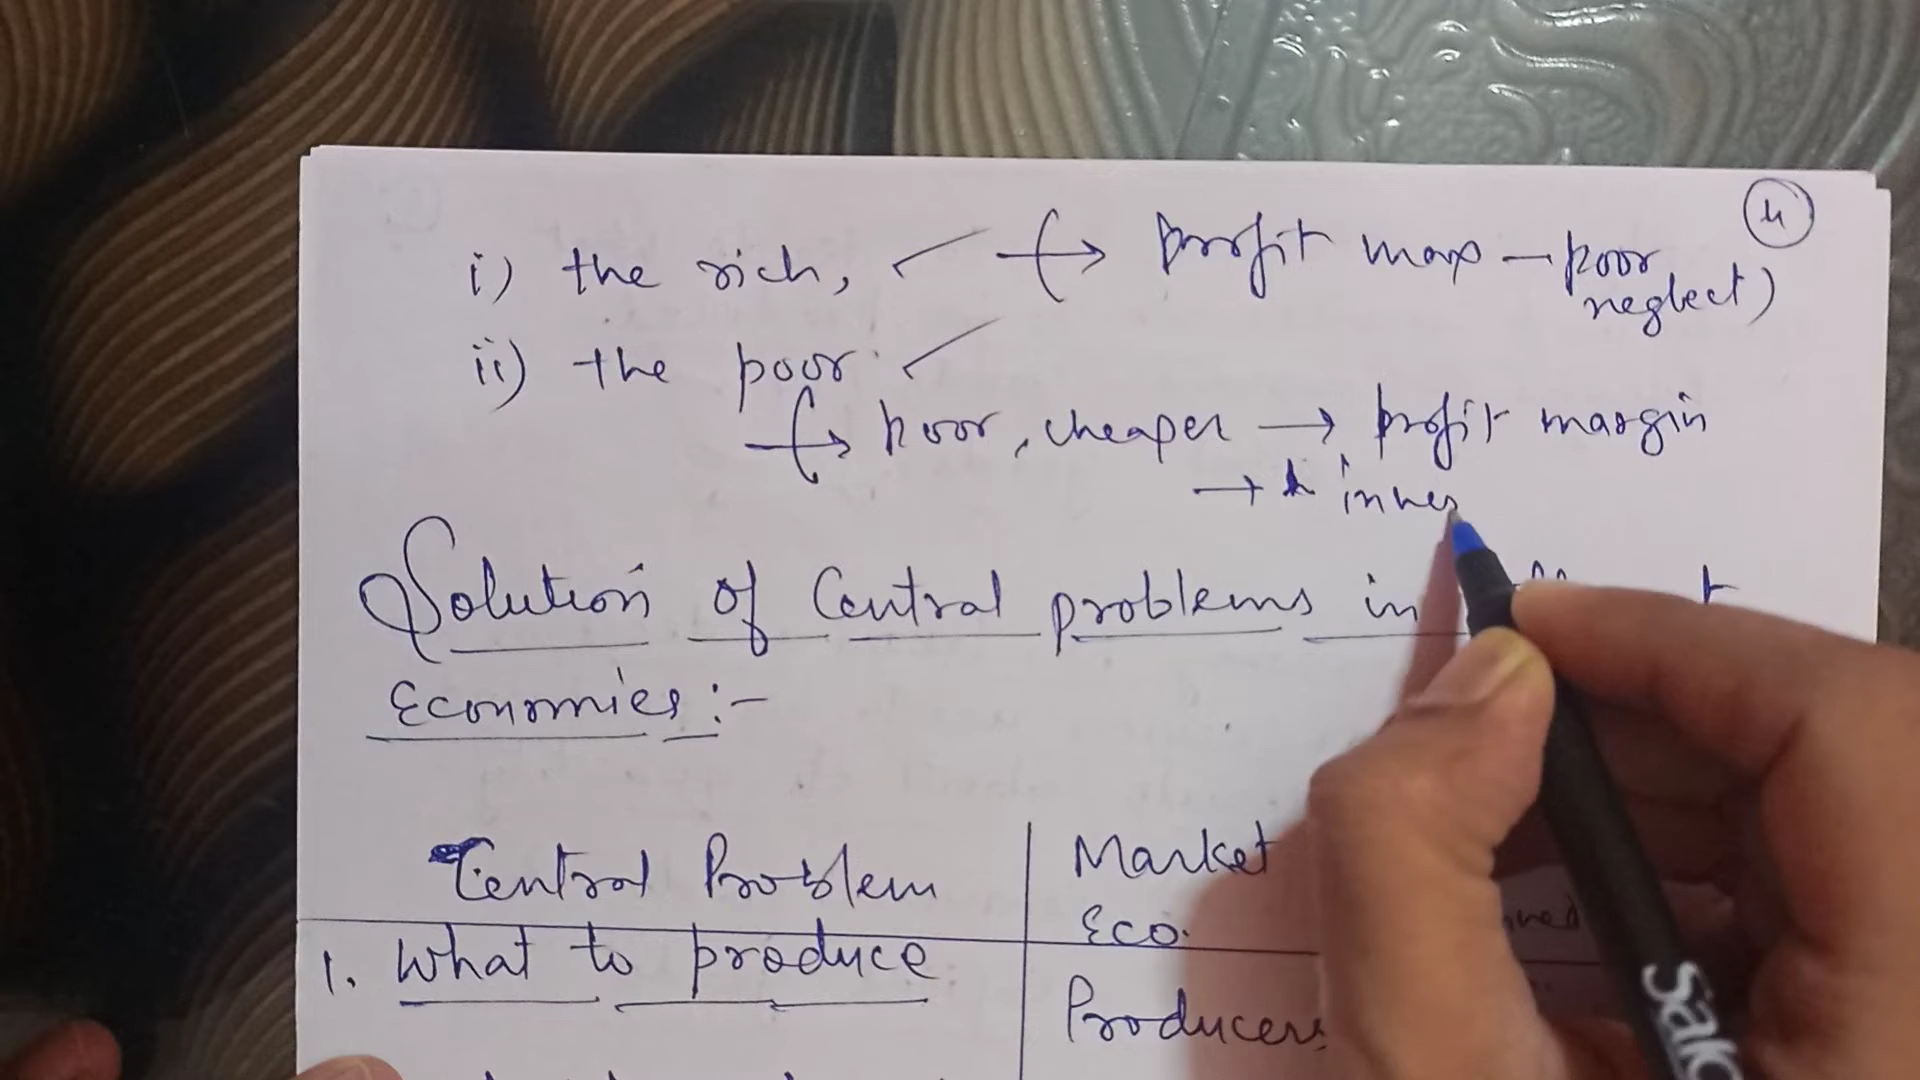 4
i) the rich, → profit max — poor
neglect)
ii) the poor
→ poor, cheaper → profit margin
→ inves
Solution of Central problems in
Economies :-
Central Problem
Market
Eco.
1. What to produce
Producers